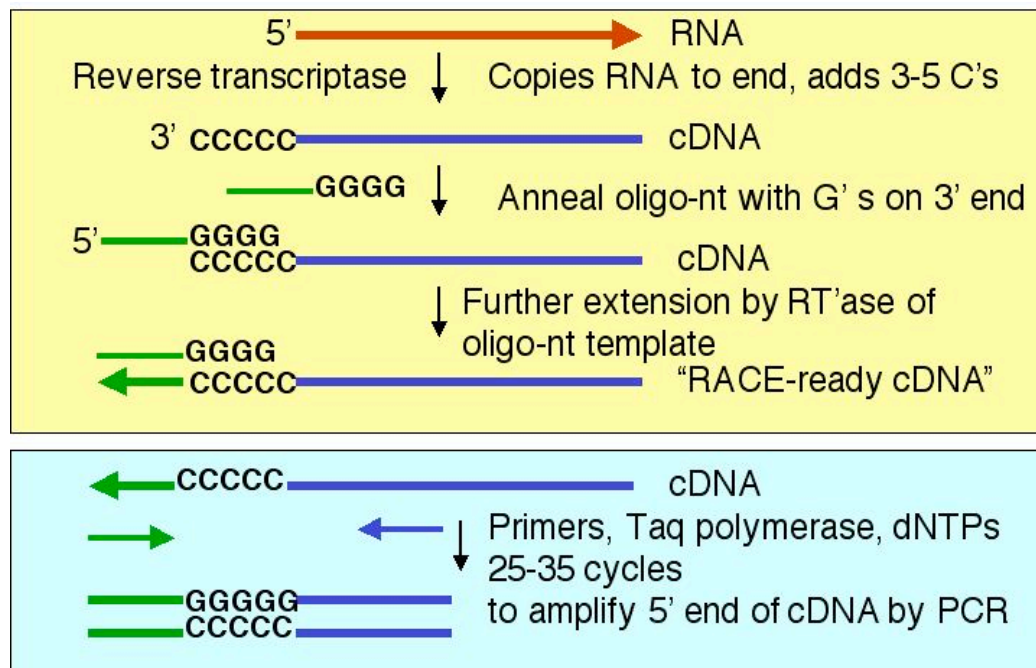 5’ RNA
Reverse transcriptase Copies RNA to end, adds 3-5 C’s
3’ CCCCC cDNA
GGGG
Anneal oligo-nt with G’ s on 3’ end
5’ GGGG
CCCCC cDNA
Further extension by RT’ase of
oligo-nt template
GGGG
CCCCC “RACE-ready cDNA”
CCCCC cDNA
Primers, Taq polymerase, dNTPs
25-35 cycles
GGGGG to amplify 5’ end of cDNA by PCR
CCCCC